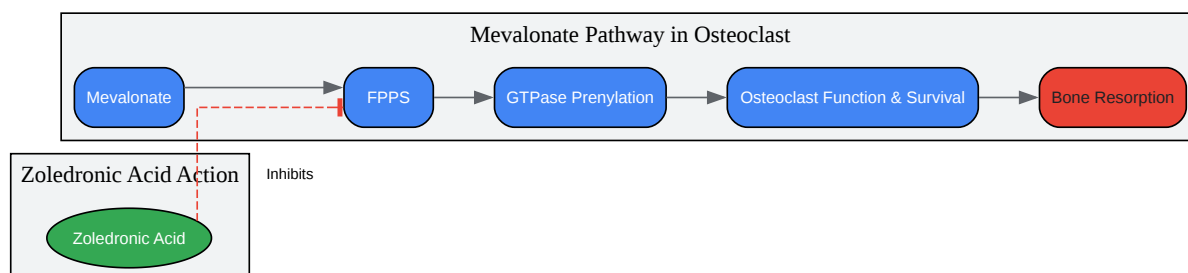 Mevalonate Pathway in Osteoclast
Mevalonate
FPPS
GTPase Prenylation
Osteoclast Function & Survival
Bone Resorption
Zoledronic Acid Action
Inhibits
Zoledronic Acid